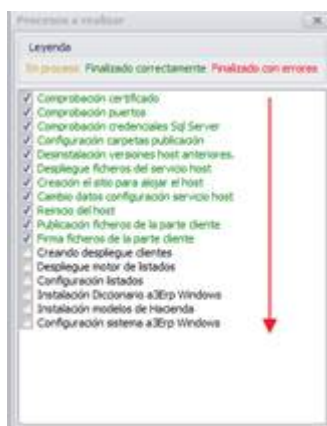 Procesos a realizar
Leyenda
En proceso Finalizado correctamente Finalizado con errores
Comprobación certificado
Comprobación puertos
Comprobación credenciales Sql Server
Configuración carpetas publicación
Desinstalación versiones host anteriores.
Despliegue ficheros del servicio host
Creación el sitio para alojar el host
Cambio datos configuración servicio host
Reinicio del host
Publicación ficheros de la parte cliente
Firma ficheros de la parte cliente
Creando despliegue clientes
Despliegue motor de listados
Configuración listados
Instalación Diccionario a3Erp Windows
Instalación modelos de Hacienda
Configuración sistema a3Erp Windows